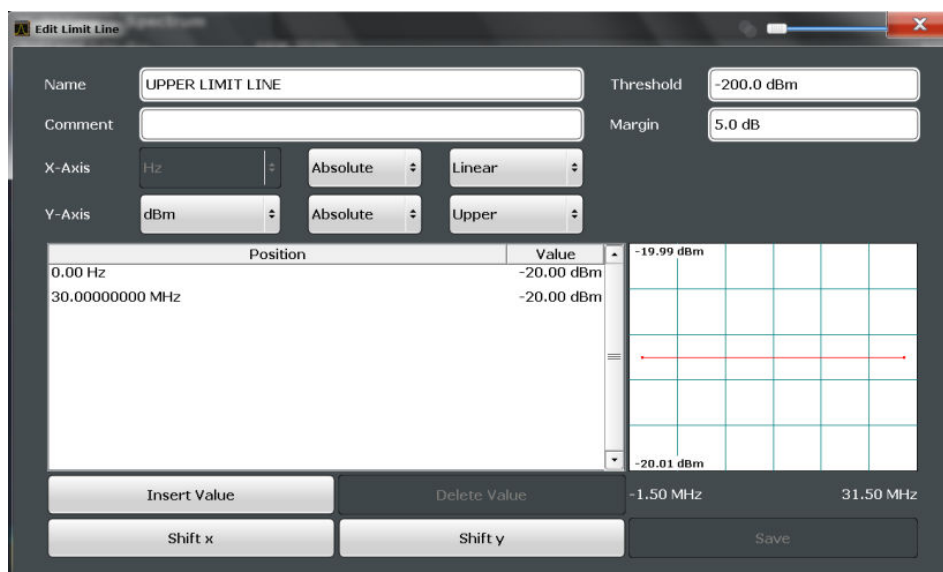 Spectrum
Edit Limit Line
Name UPPER LIMIT LINE Threshold -200.0 dBm
Comment Margin 5.0 dB
X-Axis Hz Absolute Linear
Y-Axis dBm Absolute Upper
Position Value -19.99 dBm
0.00 Hz -20.00 dBm
30.00000000 MHz -20.00 dBm
-20.01 dBm
Insert Value Delete Value -1.50 MHz 31.50 MHz
Shift x Shift y Save